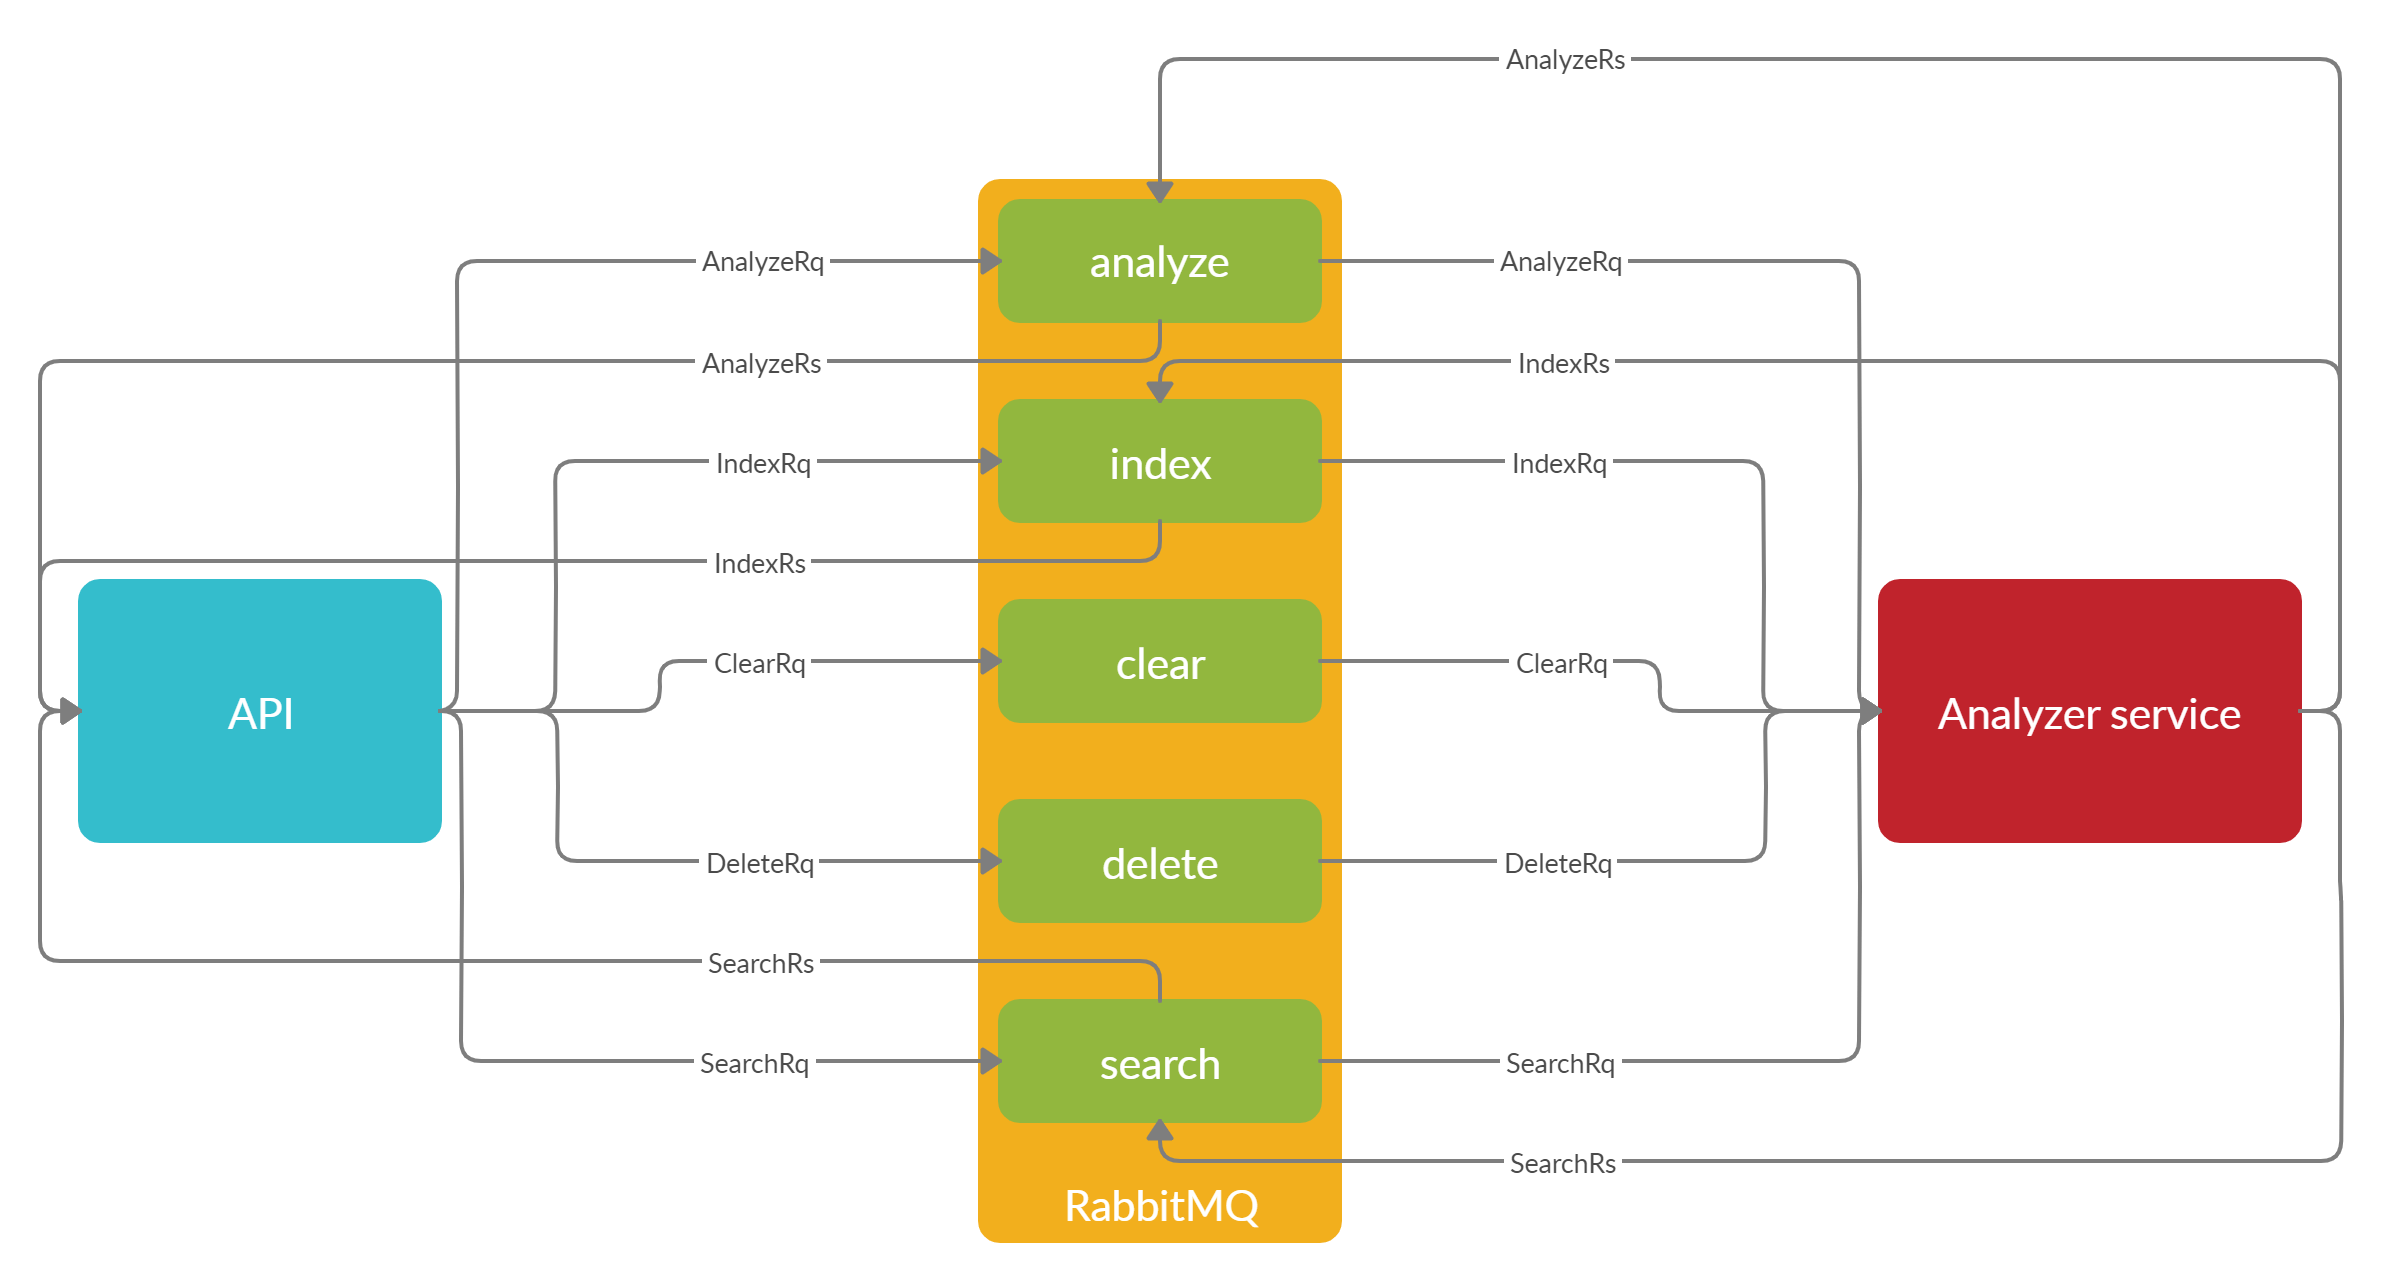 AnalyzeRs
AnalyzeRq
analyze
AnalyzeRq
AnalyzeRs
IndexRs
IndexRq
index
IndexRq
IndexRs
ClearRq
clear
ClearRq
API
Analyzer service
DeleteRq
delete
DeleteRq
SearchRs
SearchRq
search
SearchRq
SearchRs
RabbitMQ